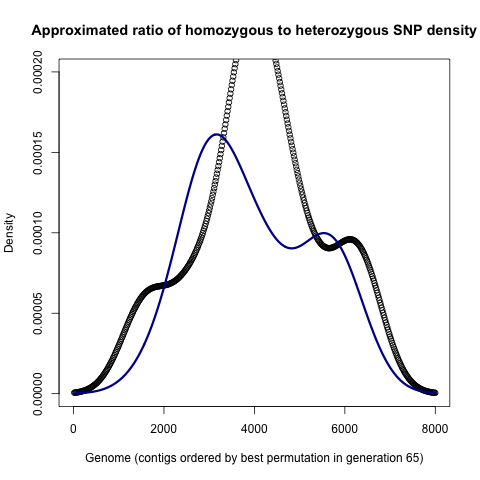 Approximated ratio of homozygous to heterozygous SNP density
0.00020
0.00015
0.00010
0.00005
0.00000
Density
0 2000 4000 6000 8000
Genome (contigs ordered by best permutation in generation 65)